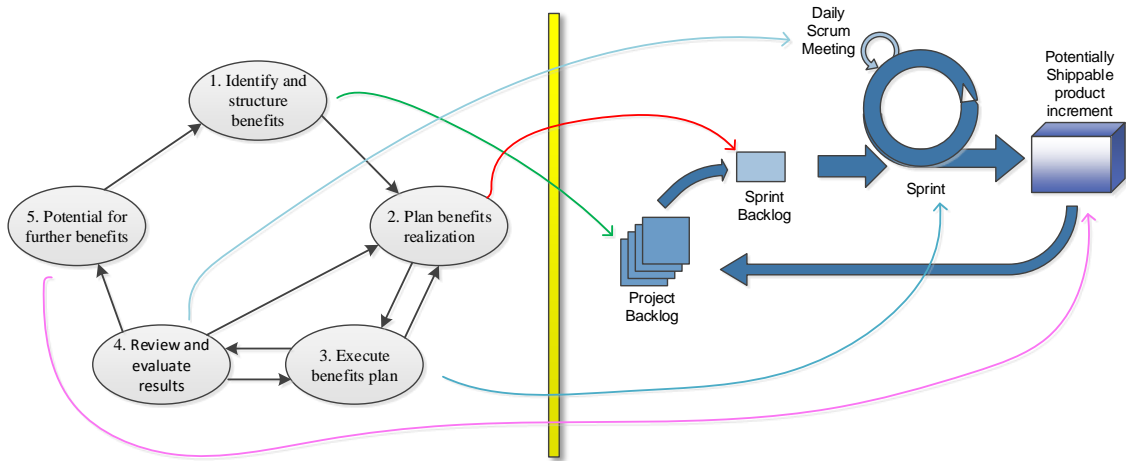 1. Identify and
structure
benefits
2. Plan benefits
realization
3. Execute
benefits plan
4. Review and
evaluate
results
5. Potential for
further benefits
Daily
Scrum
Meeting
Potentially
Shippable
product
increment
Sprint
Sprint
Backlog
Project
Backlog